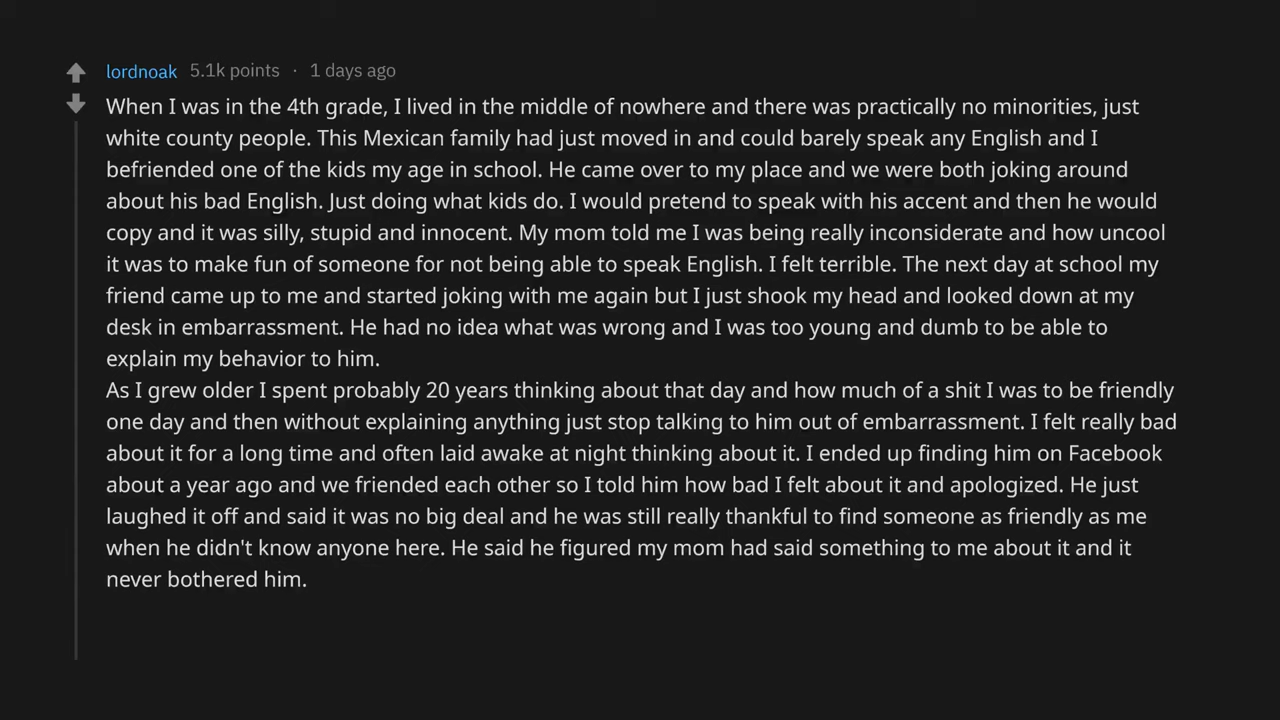 lordnoak 5.1k points · 1 days ago
When I was in the 4th grade, I lived in the middle of nowhere and there was practically no minorities, just
white county people. This Mexican family had just moved in and could barely speak any English and I
befriended one of the kids my age in school. He came over to my place and we were both joking around
about his bad English. Just doing what kids do. I would pretend to speak with his accent and then he would
copy and it was silly, stupid and innocent. My mom told me I was being really inconsiderate and how uncool
it was to make fun of someone for not being able to speak English. I felt terrible. The next day at school my
friend came up to me and started joking with me again but I just shook my head and looked down at my
desk in embarrassment. He had no idea what was wrong and I was too young and dumb to be able to
explain my behavior to him.
As I grew older I spent probably 20 years thinking about that day and how much of a shit I was to be friendly
one day and then without explaining anything just stop talking to him out of embarrassment. I felt really bad
about it for a long time and often laid awake at night thinking about it. I ended up finding him on Facebook
about a year ago and we friended each other so I told him how bad I felt about it and apologized. He just
laughed it off and said it was no big deal and he was still really thankful to find someone as friendly as me
when he didn't know anyone here. He said he figured my mom had said something to me about it and it
never bothered him.